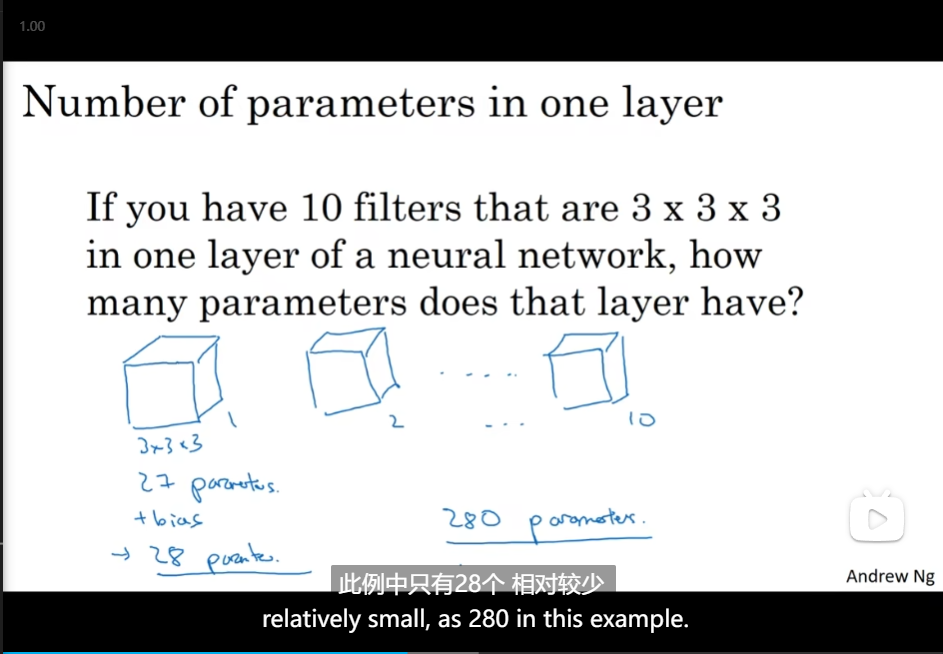 1.00
Number of parameters in one layer
If you have 10 filters that are 3 x 3 x 3
in one layer of a neural network, how
many parameters does that layer have?
1
2
10
3x3x3
27 parameters.
+bias
→ 28
280 parameters.
Andrew Ng
此例中只有28个 相对较少
relatively small, as 280 in this example.